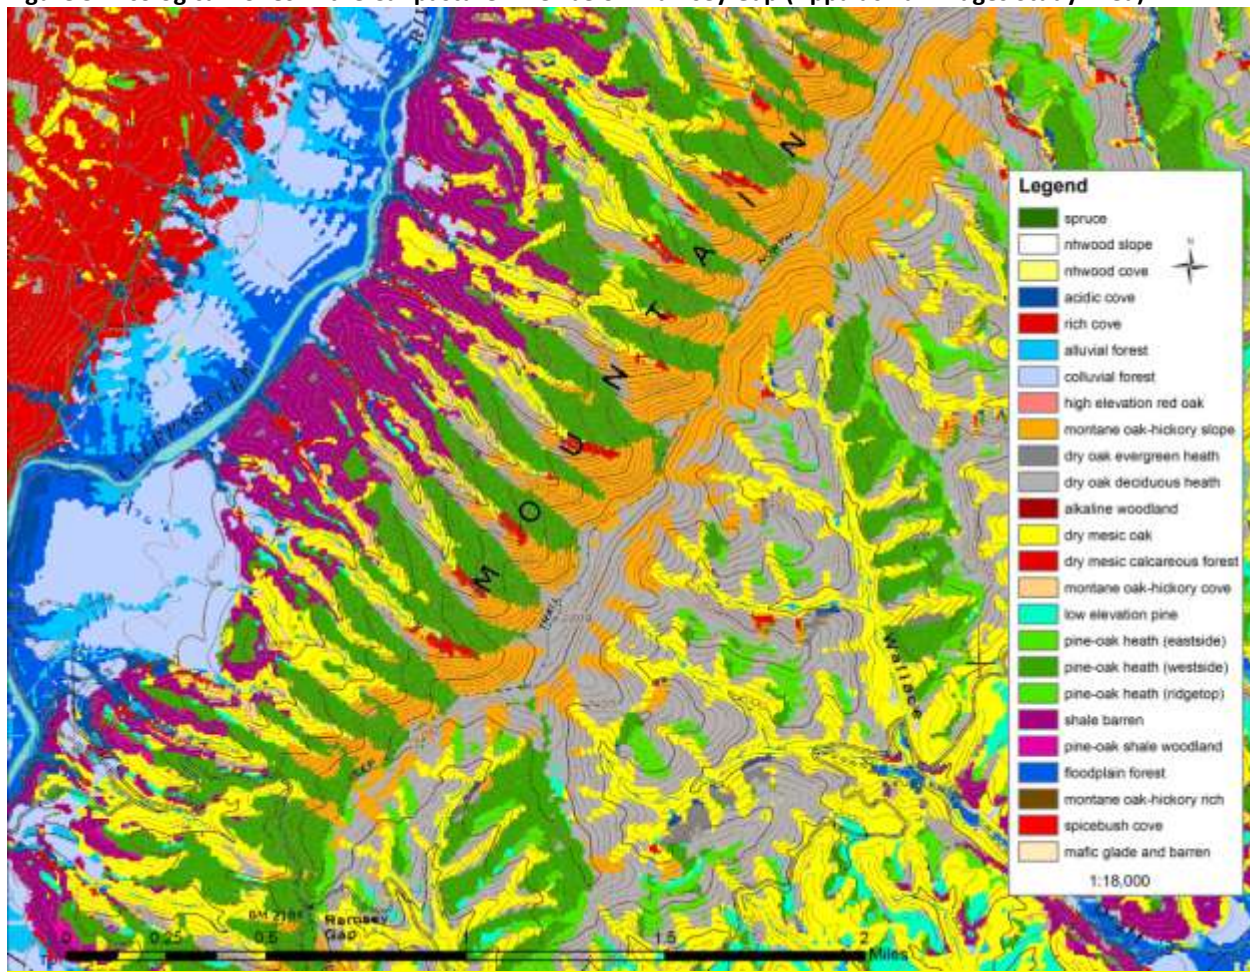 Legend
spruce
nhwood slope
nhwood cove
acidic cove
rich cove
alluvial forest
colluvial forest
high elevation red oak
montane oak-hickory slope
dry oak evergreen heath
dry oak deciduous heath
alkaline woodland
dry mesic oak
dry mesic calcareous forest
montane oak-hickory cove
low elevation pine
pine-oak heath (eastside)
pine-oak heath (westside)
pine-oak heath (ridgetop)
shale barren
pine-oak shale woodland
floodplain forest
montane oak-hickory rich
spicebush cove
mafic glade and barren
1:18,000
N
MOUNTAIN
Wallace
Ramsey
Gap
0 0.25 0.5 1 1.5 2
Miles